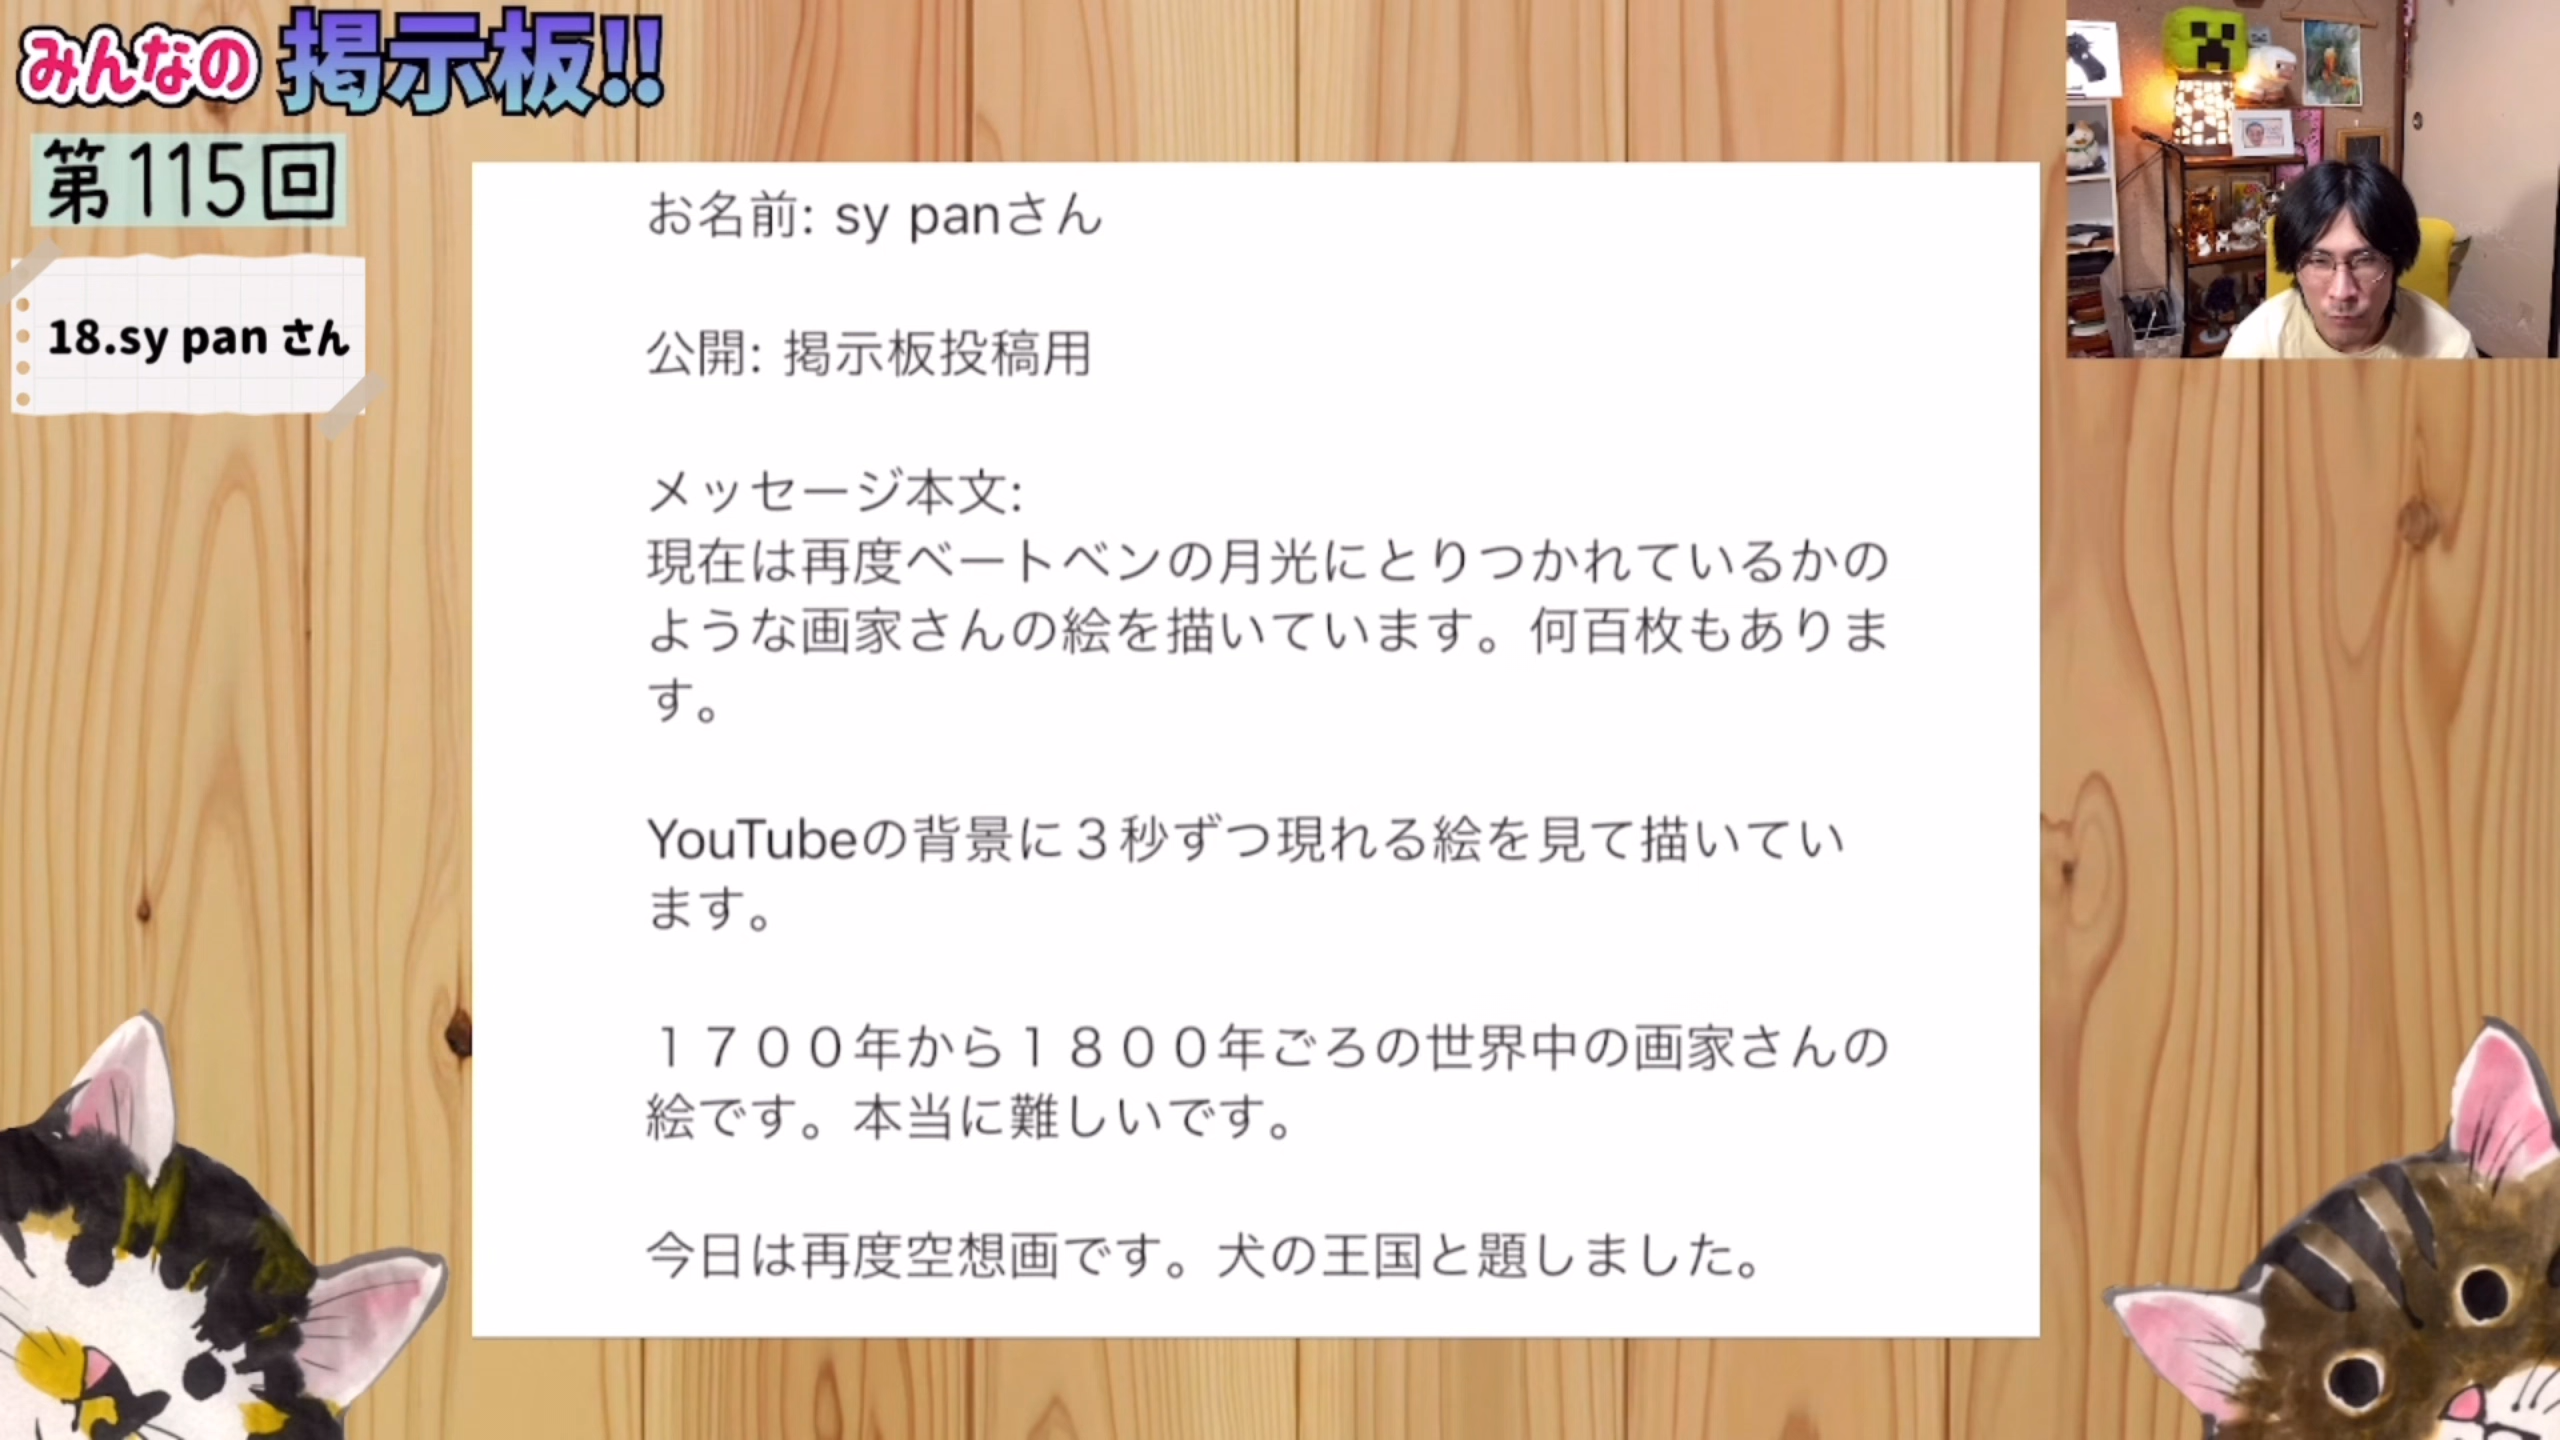 みんなの 掲示板!!
第115回
18.sy pan さん
お名前: sy panさん
公開: 掲示板投稿用
メッセージ本文:
現在は再度ベートベンの月光にとりつかれているかの
ような画家さんの絵を描いています。何百枚もありま
す。
YouTubeの背景に３秒ずつ現れる絵を見て描いてい
ます。
１７００年から１８００年ごろの世界中の画家さんの
絵です。本当に難しいです。
今日は再度空想画です。犬の王国と題しました。